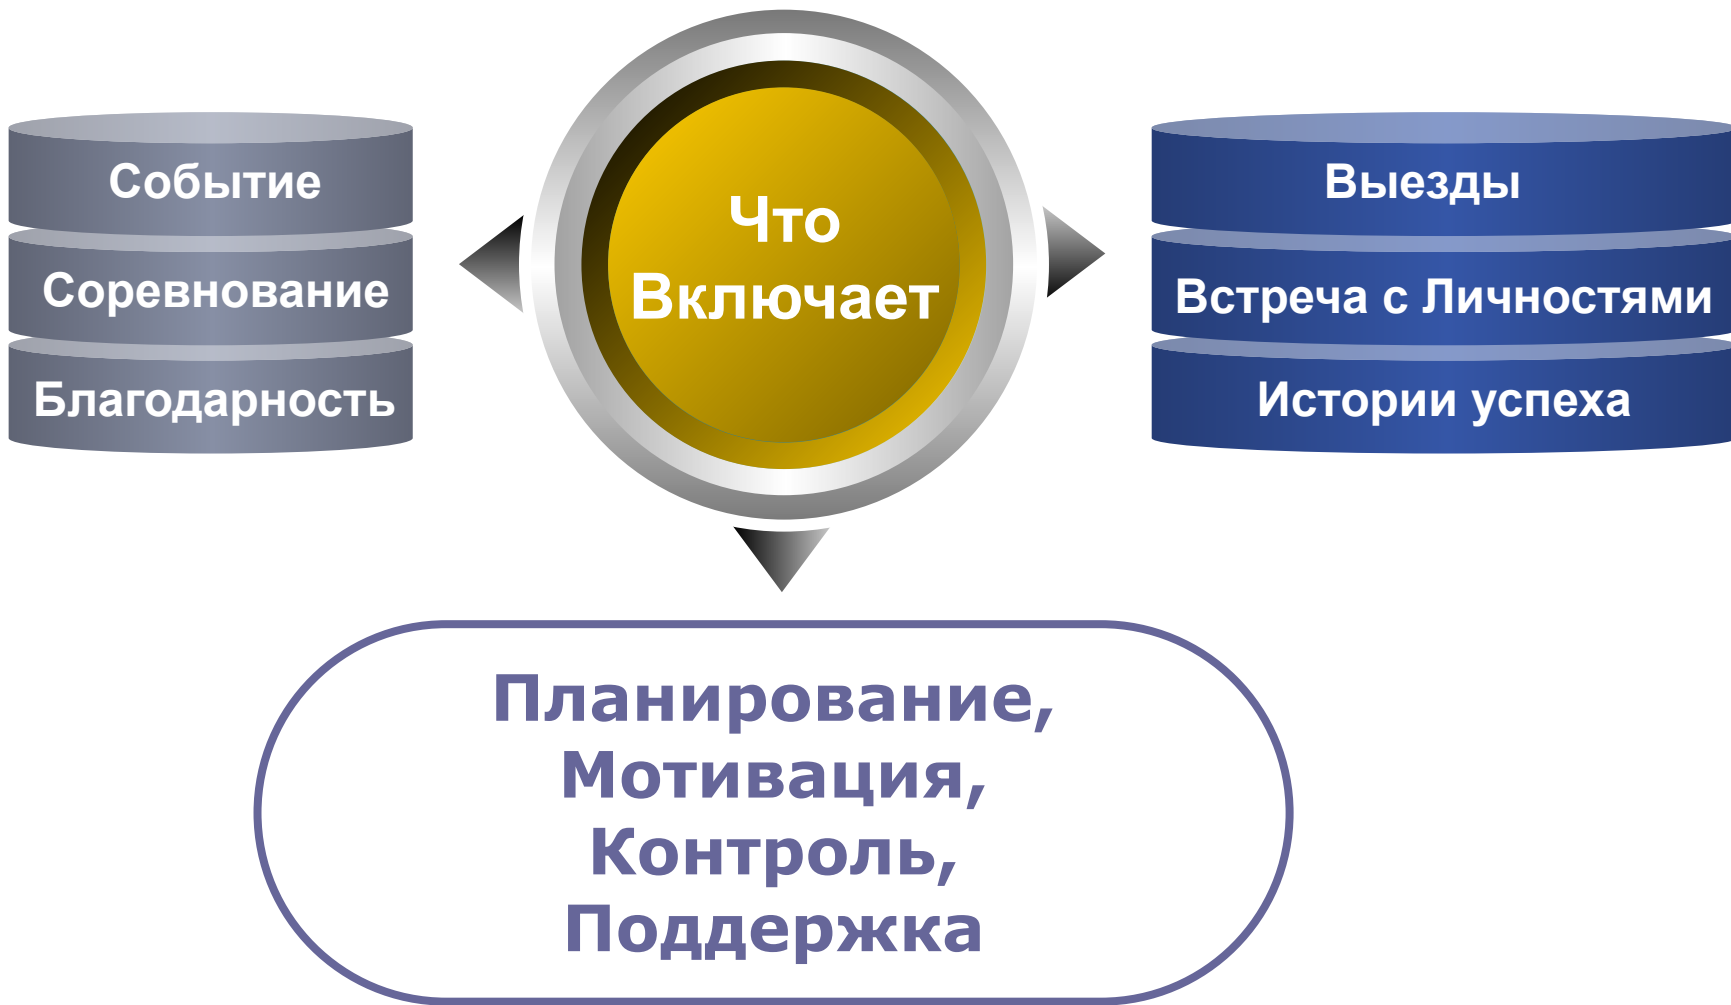 Событие
Соревнование
Благодарность
Что
Включает
Выезды
Встреча с Личностями
Истории успеха
Планирование,
Мотивация,
Контроль,
Поддержка